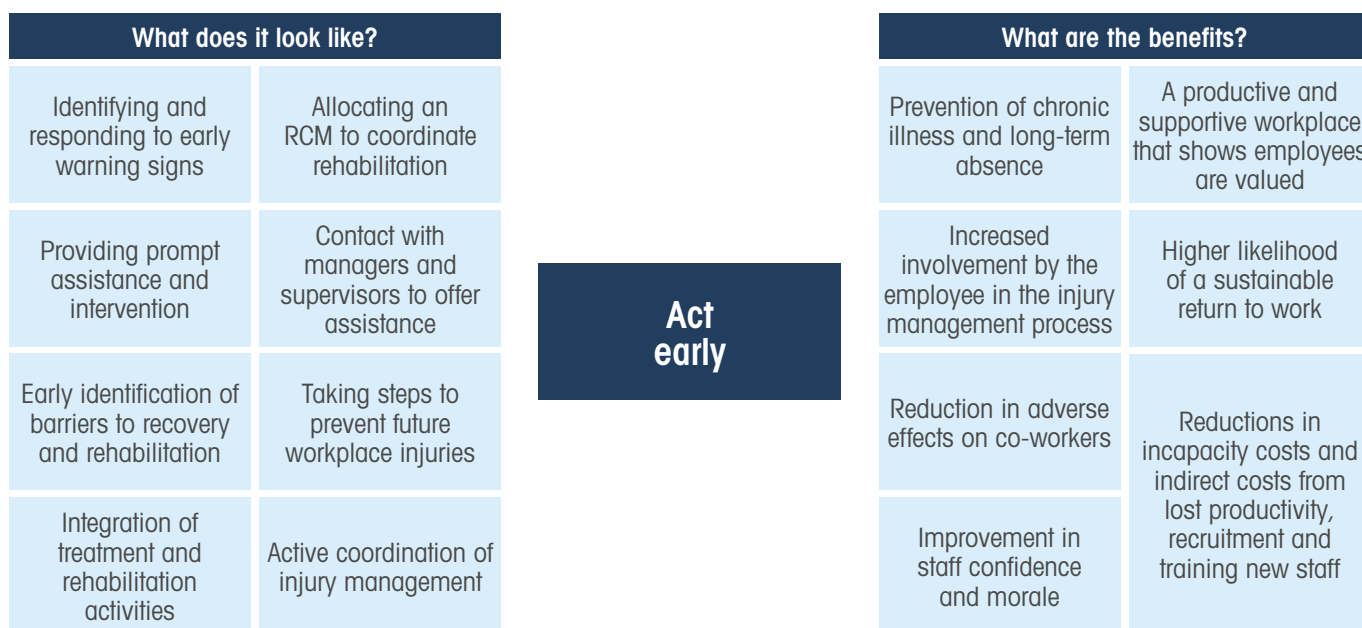 What does it look like?
Identifying and
responding to early
warning signs
Allocating an
RCM to coordinate
rehabilitation
Providing prompt
assistance and
intervention
Contact with
managers and
supervisors to offer
assistance
Early identification of
barriers to recovery
and rehabilitation
Taking steps to
prevent future
workplace injuries
Integration of
treatment and
rehabilitation
activities
Active coordination of
injury management
Act
early
What are the benefits?
Prevention of chronic
illness and long-term
absence
A productive and
supportive workplace
that shows employees
are valued
Increased
involvement by the
employee in the injury
management process
Higher likelihood
of a sustainable
return to work
Reduction in adverse
effects on co-workers
Reductions in
incapacity costs and
indirect costs from
lost productivity,
recruitment and
training new staff
Improvement in
staff confidence
and morale